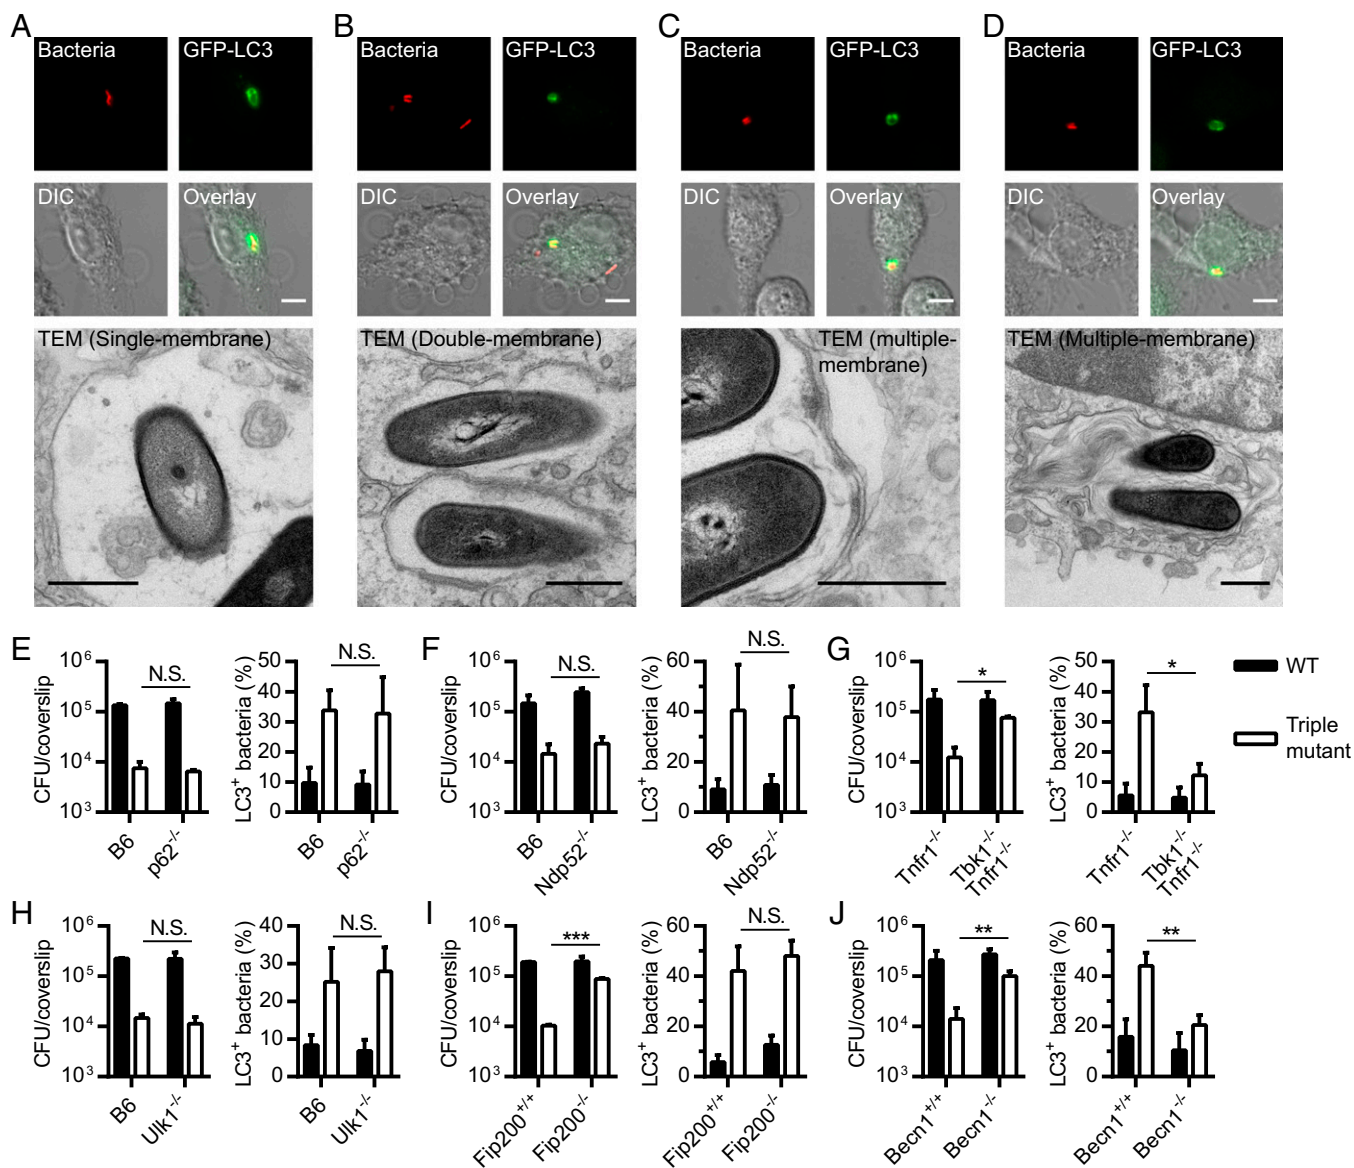 A
Bacteria
GFP-LC3
DIC
Overlay
TEM (Single-membrane)
B
Bacteria
GFP-LC3
DIC
Overlay
TEM (Double-membrane)
C
Bacteria
GFP-LC3
DIC
Overlay
TEM (multiple-
membrane)
D
Bacteria
GFP-LC3
DIC
Overlay
TEM (Multiple-membrane)
E
CFU/coverslip
10⁶
10⁵
10⁴
10³
N.S.
B6
p62⁻/⁻
LC3⁺ bacteria (%)
50
40
30
20
10
0
N.S.
B6
p62⁻/⁻
F
CFU/coverslip
10⁶
10⁵
10⁴
10³
N.S.
B6
Ndp52⁻/⁻
LC3⁺ bacteria (%)
60
40
20
0
N.S.
B6
Ndp52⁻/⁻
G
CFU/coverslip
10⁶
10⁵
10⁴
10³
*
Tnfr1⁻/⁻
Tbk1⁻/⁻
Tnfr1⁻/⁻
LC3⁺ bacteria (%)
50
40
30
20
10
0
*
Tnfr1⁻/⁻
Tbk1⁻/⁻
Tnfr1⁻/⁻
WT
Triple
mutant
H
CFU/coverslip
10⁶
10⁵
10⁴
10³
N.S.
B6
Ulk1⁻/⁻
LC3⁺ bacteria (%)
40
30
20
10
0
N.S.
B6
Ulk1⁻/⁻
I
CFU/coverslip
10⁶
10⁵
10⁴
10³
***
Fip200⁺/⁺
Fip200⁻/⁻
LC3⁺ bacteria (%)
60
40
20
0
N.S.
Fip200⁺/⁺
Fip200⁻/⁻
J
CFU/coverslip
10⁶
10⁵
10⁴
10³
**
Becn1⁺/⁺
Becn1⁻/⁻
LC3⁺ bacteria (%)
60
40
20
0
**
Becn1⁺/⁺
Becn1⁻/⁻